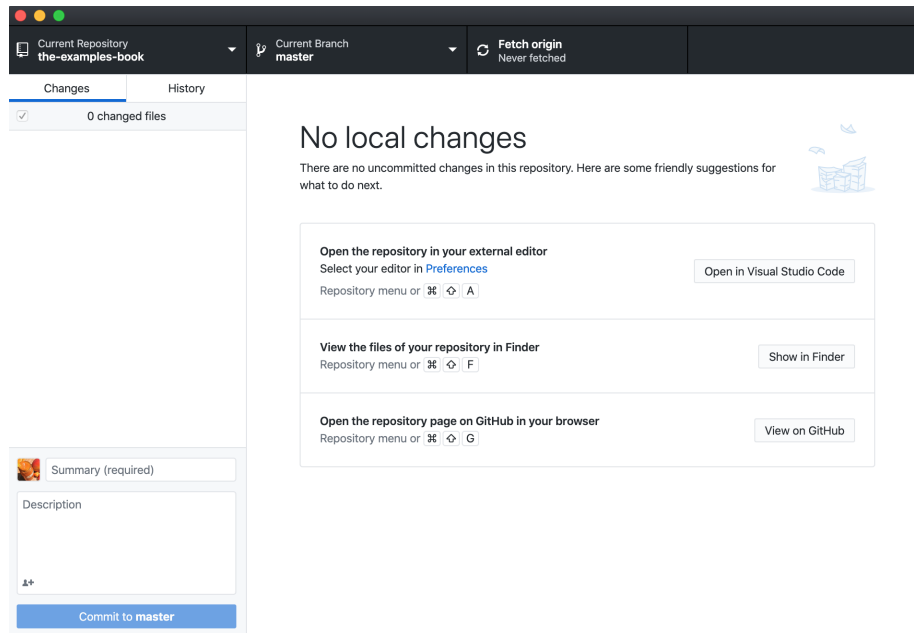 Current Repository
the-examples-book
Current Branch
master
Fetch origin
Never fetched
Changes
History
0 changed files
No local changes
There are no uncommitted changes in this repository. Here are some friendly suggestions for
what to do next.
Open the repository in your external editor
Select your editor in Preferences
Repository menu or ⌘ ⇧ A
Open in Visual Studio Code
View the files of your repository in Finder
Repository menu or ⌘ ⇧ F
Show in Finder
Open the repository page on GitHub in your browser
Repository menu or ⌘ ⇧ G
View on GitHub
Summary (required)
Description
Commit to master